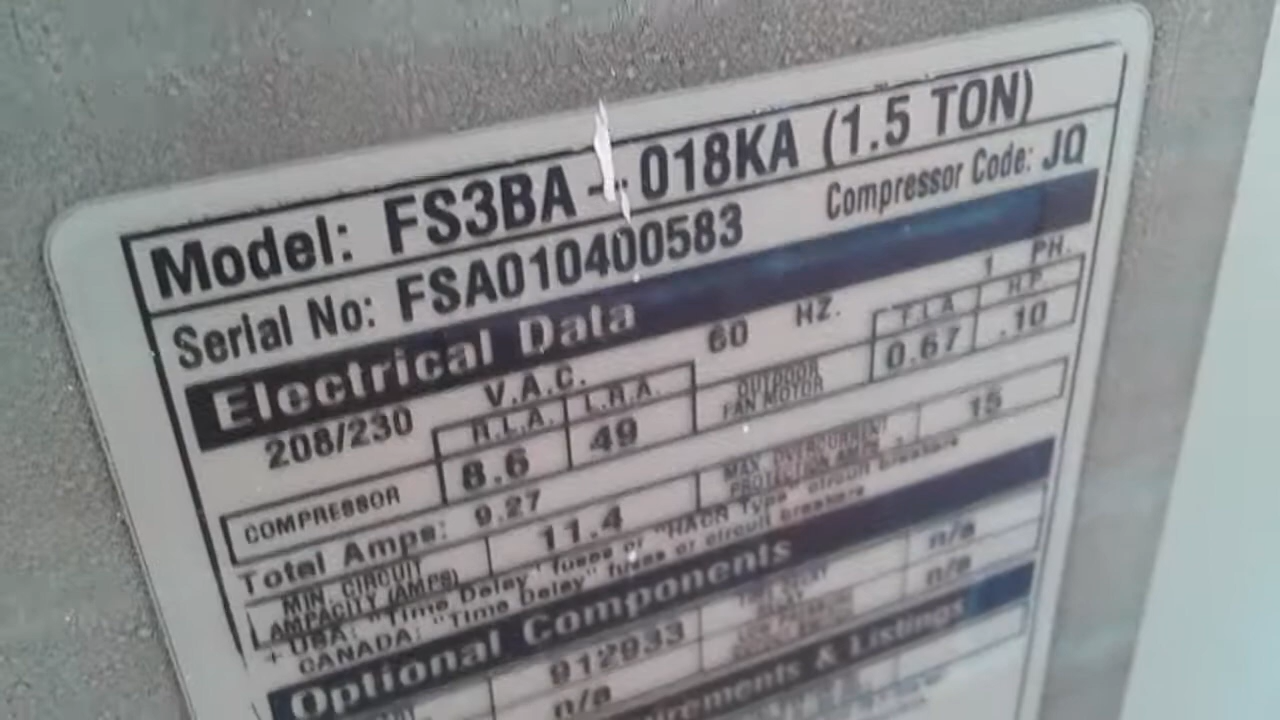 Model: FS3BA - 018KA (1.5 TON)
Serial No: FSA010400583 Compressor Code: JQ
Electrical Data
208/230 V.A.C. 60 HZ. 1 PH.
R.L.A. L.R.A. F.L.A. H.P.
COMPRESSOR 8.6 49 OUTDOOR FAN MOTOR 0.67 .10
Total Amps: 9.27
MIN. CIRCUIT AMPACITY (AMPS) 11.4 MAX. OVERCURRENT 15
+ USA: "Time Delay" fuses or "HACR Type" circuit breakers
CANADA: "Time Delay" fuses or circuit breakers
Optional Components
912933 n/a
n/a n/a
& Listings